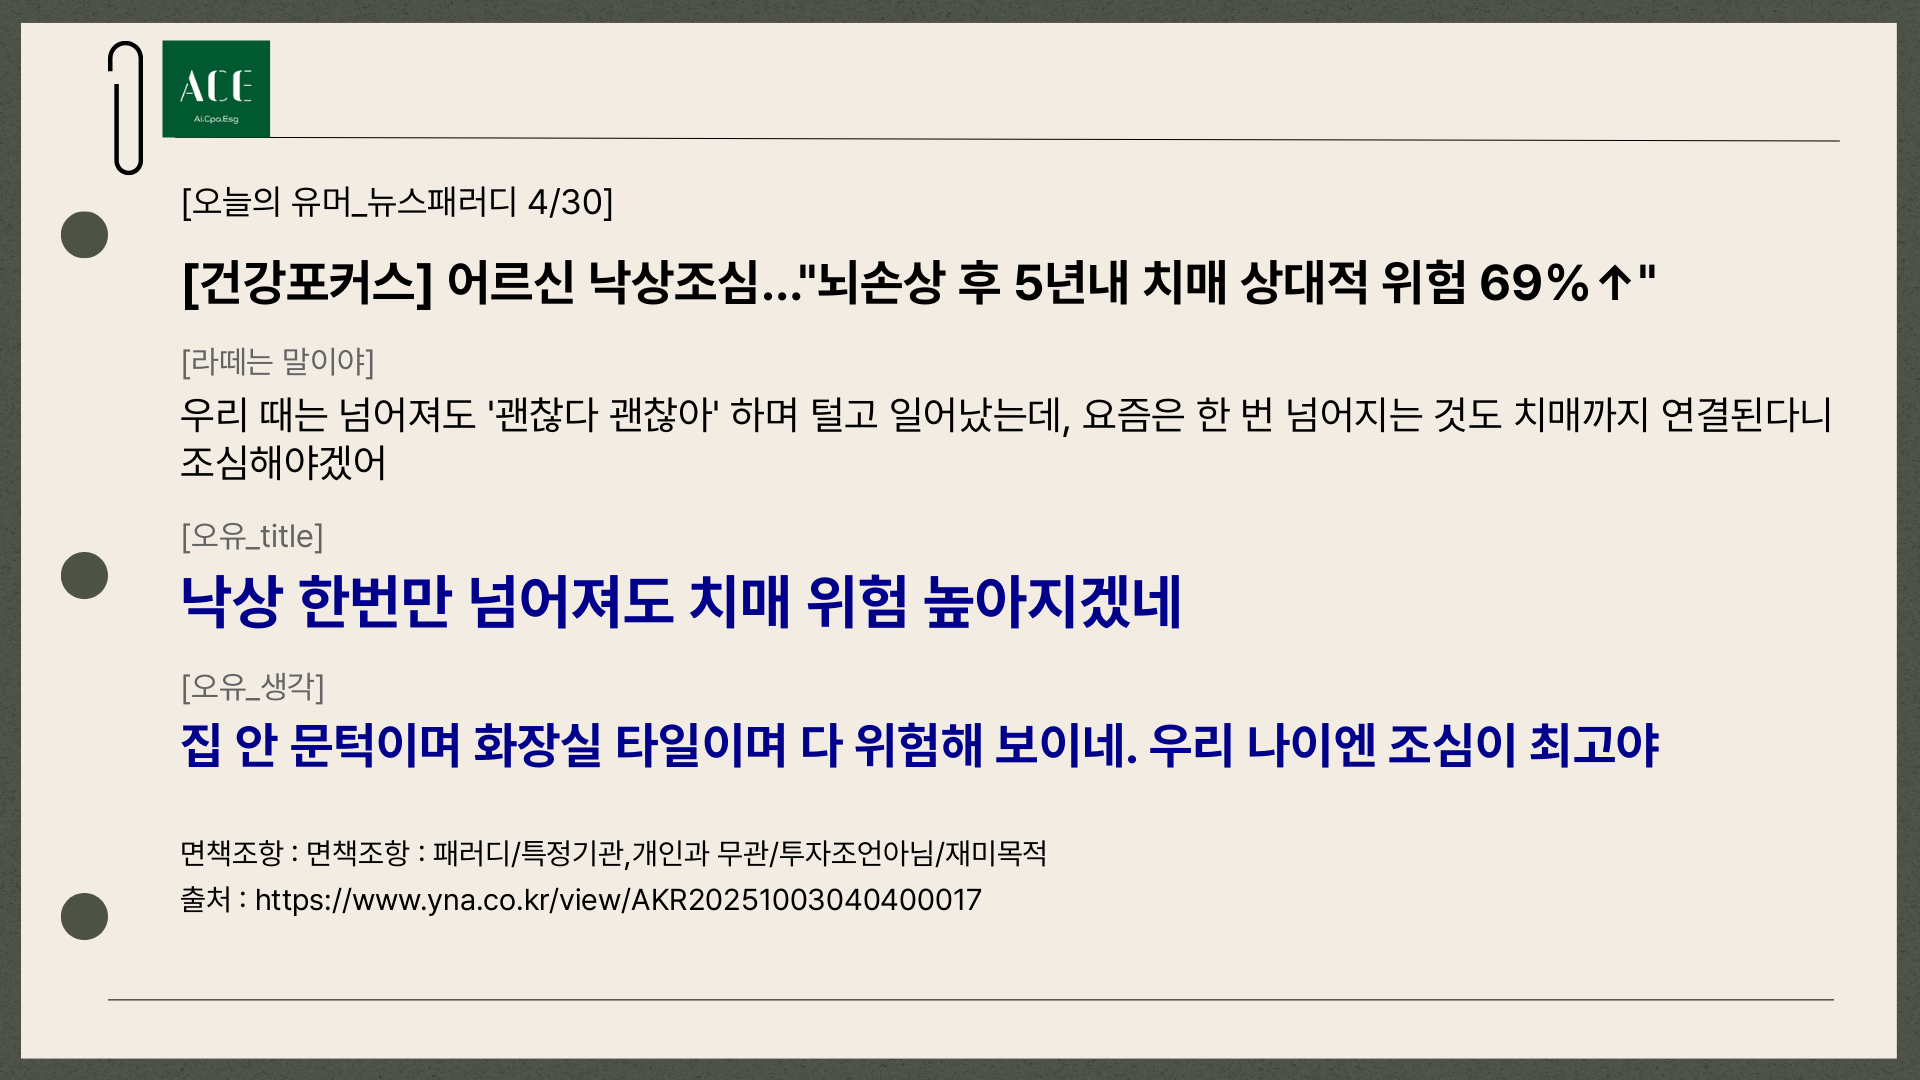 ACE
Ai.Cpa.Esg
[오늘의 유머_뉴스패러디 4/30]
[건강포커스] 어르신 낙상조심..."뇌손상 후 5년내 치매 상대적 위험 69%↑"
[라떼는 말이야]
우리 때는 넘어져도 '괜찮다 괜찮아' 하며 털고 일어났는데, 요즘은 한 번 넘어지는 것도 치매까지 연결된다니
조심해야겠어
[오유_title]
낙상 한번만 넘어져도 치매 위험 높아지겠네
[오유_생각]
집 안 문턱이며 화장실 타일이며 다 위험해 보이네. 우리 나이엔 조심이 최고야
면책조항 : 면책조항 : 패러디/특정기관,개인과 무관/투자조언아님/재미목적
출처 : https://www.yna.co.kr/view/AKR20251003040400017